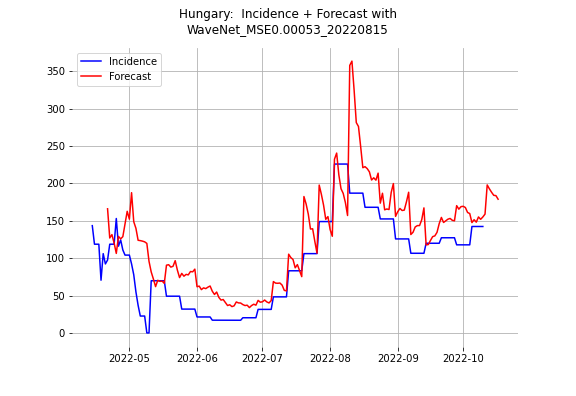 Hungary:  Incidence + Forecast with
WaveNet_MSE0.00053_20220815
Incidence
Forecast
350
300
250
200
150
100
50
0
2022-05 2022-06 2022-07 2022-08 2022-09 2022-10